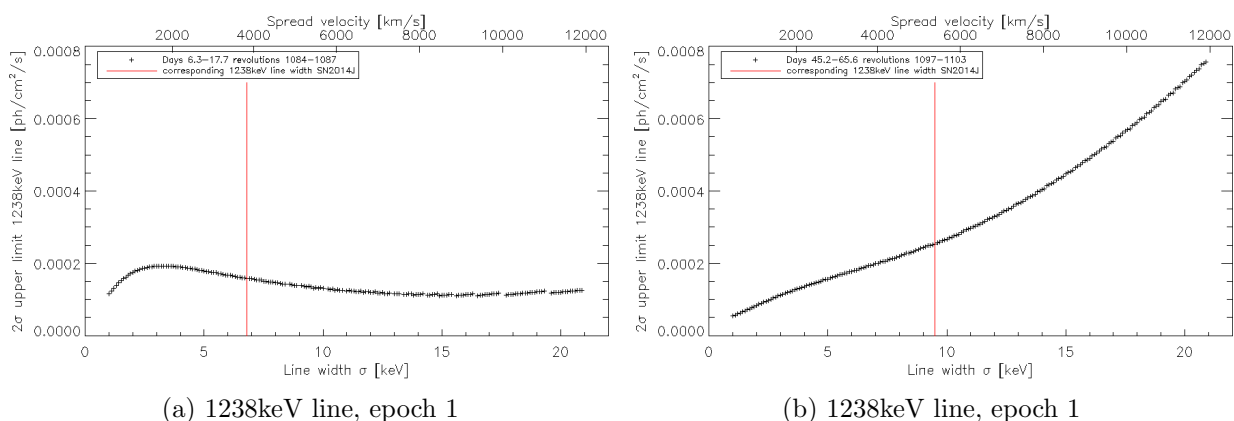 Spread velocity [km/s]
2000 4000 6000 8000 10000 12000
+ Days 6.3−17.7 revolutions 1084−1087
corresponding 1238keV line width SN2014J
2σ upper limit 1238keV line [ph/cm²/s]
0.0008
0.0006
0.0004
0.0002
0.0000
0 5 10 15 20
Line width σ [keV]
(a) 1238keV line, epoch 1
Spread velocity [km/s]
2000 4000 6000 8000 10000 12000
+ Days 45.2−65.6 revolutions 1097−1103
corresponding 1238keV line width SN2014J
2σ upper limit 1238keV line [ph/cm²/s]
0.0008
0.0006
0.0004
0.0002
0.0000
0 5 10 15 20
Line width σ [keV]
(b) 1238keV line, epoch 1